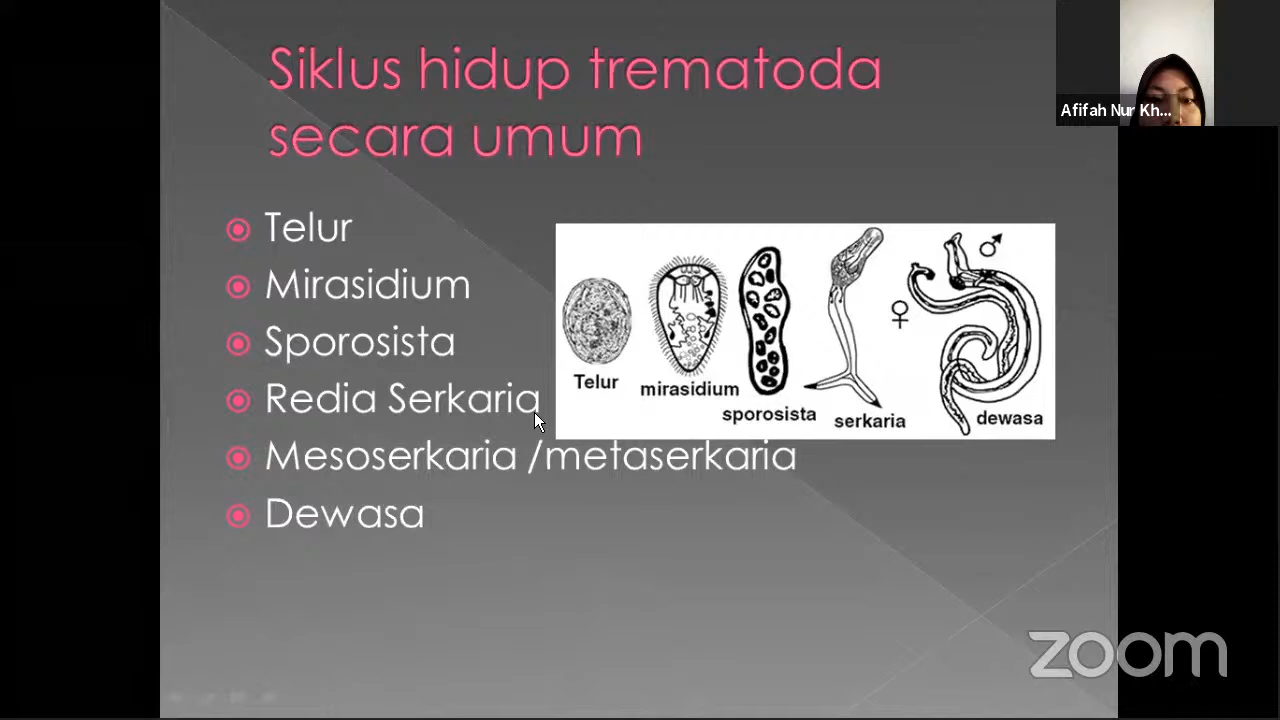 Siklus hidup trematoda
secara umum
Afifah Nur Kh...
Telur
Mirasidium
Sporosista
Redia Serkaria
Mesoserkaria /metaserkaria
Dewasa
Telur
mirasidium
sporosista
serkaria
dewasa
zoom